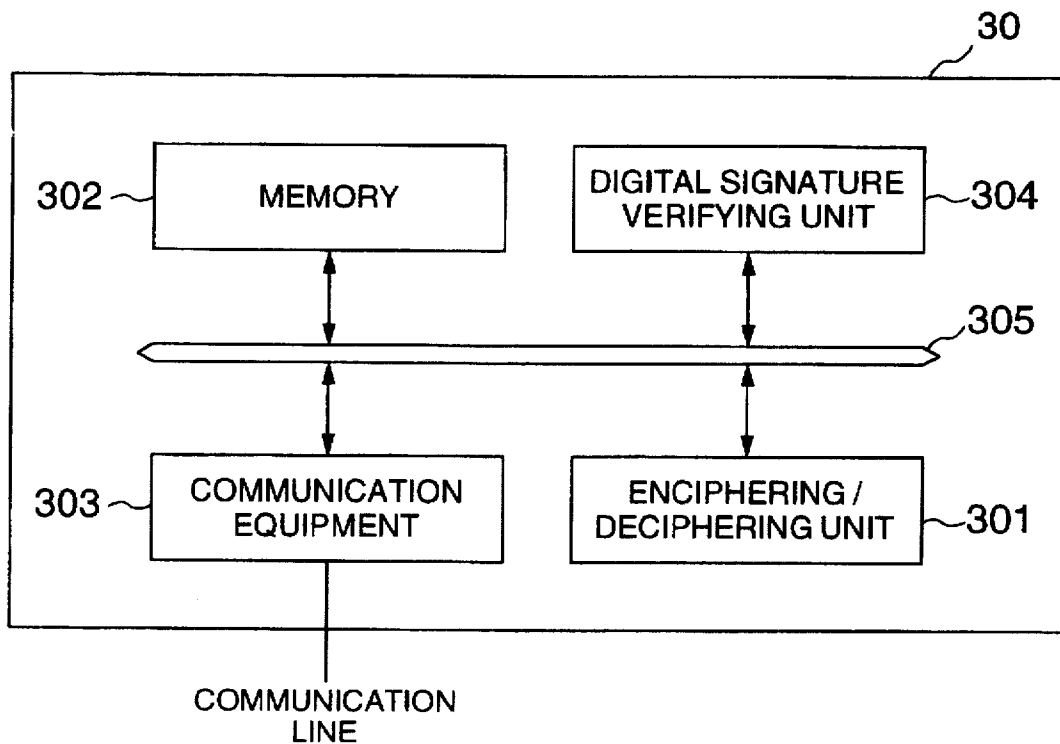 30
302
MEMORY
DIGITAL SIGNATURE
VERIFYING UNIT
304
305
303
COMMUNICATION
EQUIPMENT
ENCIPHERING /
DECIPHERING UNIT
301
COMMUNICATION
LINE